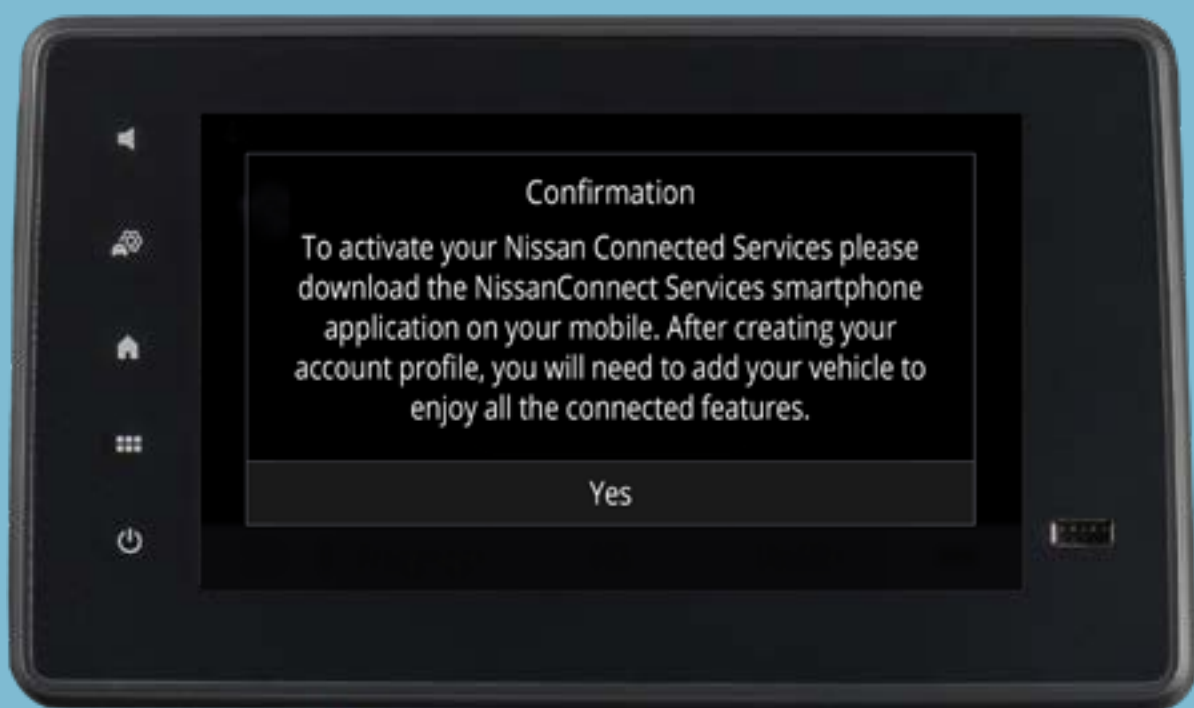 Confirmation
To activate your Nissan Connected Services please
download the NissanConnect Services smartphone
application on your mobile. After creating your
account profile, you will need to add your vehicle to
enjoy all the connected features.
Yes